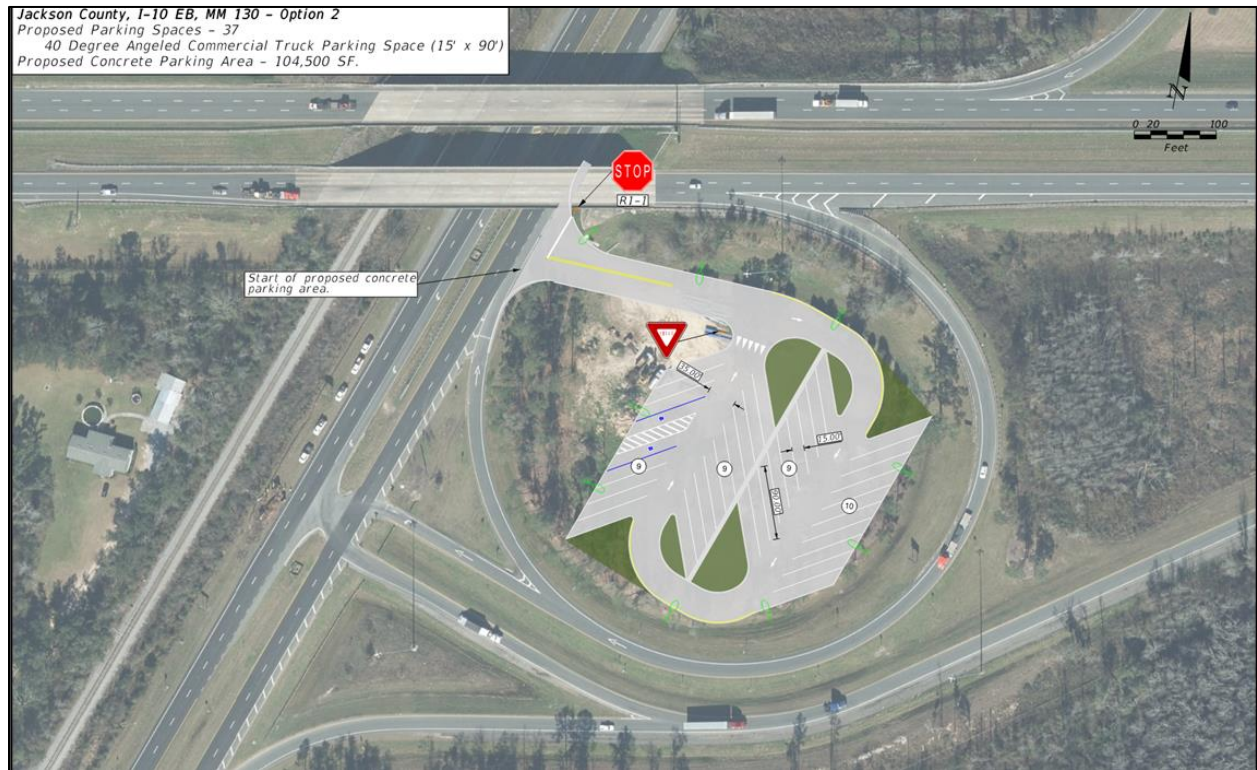 Jackson County, I-10 EB, MM 130 - Option 2
Proposed Parking Spaces - 37
40 Degree Angeled Commercial Truck Parking Space (15' x 90')
Proposed Concrete Parking Area - 104,500 SF.
N
0 20 100
Feet
STOP
R1-1
Start of proposed concrete
parking area.
35.00'
15.00'
90.00'
9
9
9
10